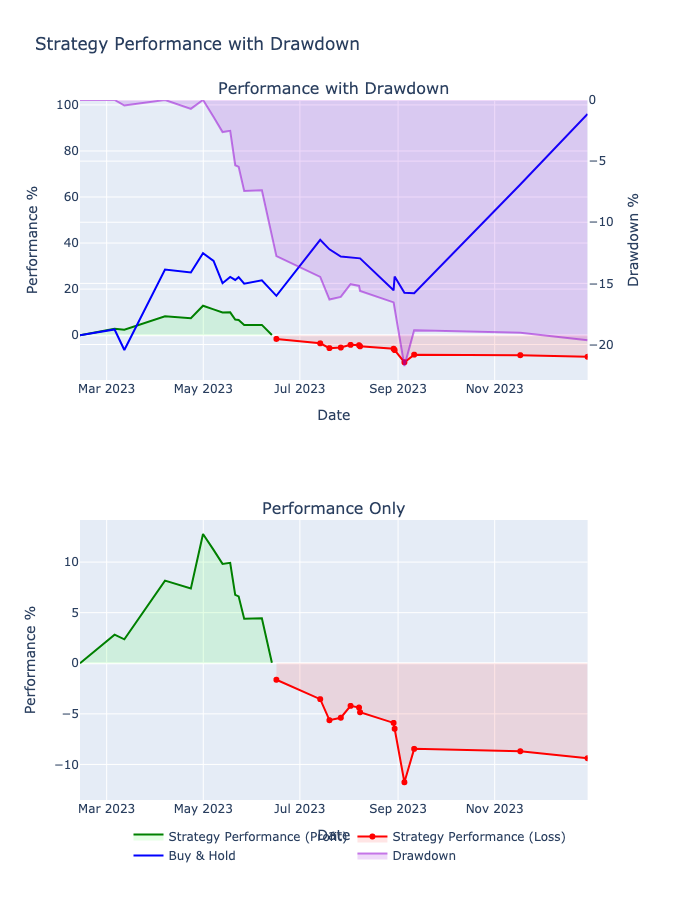 Strategy Performance with Drawdown
Performance with Drawdown
100
80
60
40
20
0
0
−5
−10
−15
−20
Performance %
Drawdown %
Mar 2023
May 2023
Jul 2023
Sep 2023
Nov 2023
Date
Performance Only
10
5
0
−5
−10
Performance %
Mar 2023
May 2023
Jul 2023
Sep 2023
Nov 2023
Date
Strategy Performance (Profit)
Strategy Performance (Loss)
Buy & Hold
Drawdown